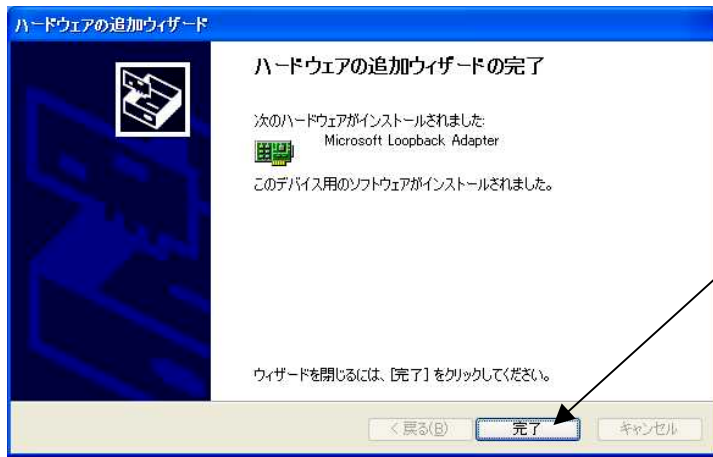 ハードウェアの追加ウィザード
ハードウェアの追加ウィザードの完了
次のハードウェアがインストールされました:
Microsoft Loopback Adapter
このデバイス用のソフトウェアがインストールされました。
ウィザードを閉じるには、[完了] をクリックしてください。
< 戻る(B)
完了
キャンセル